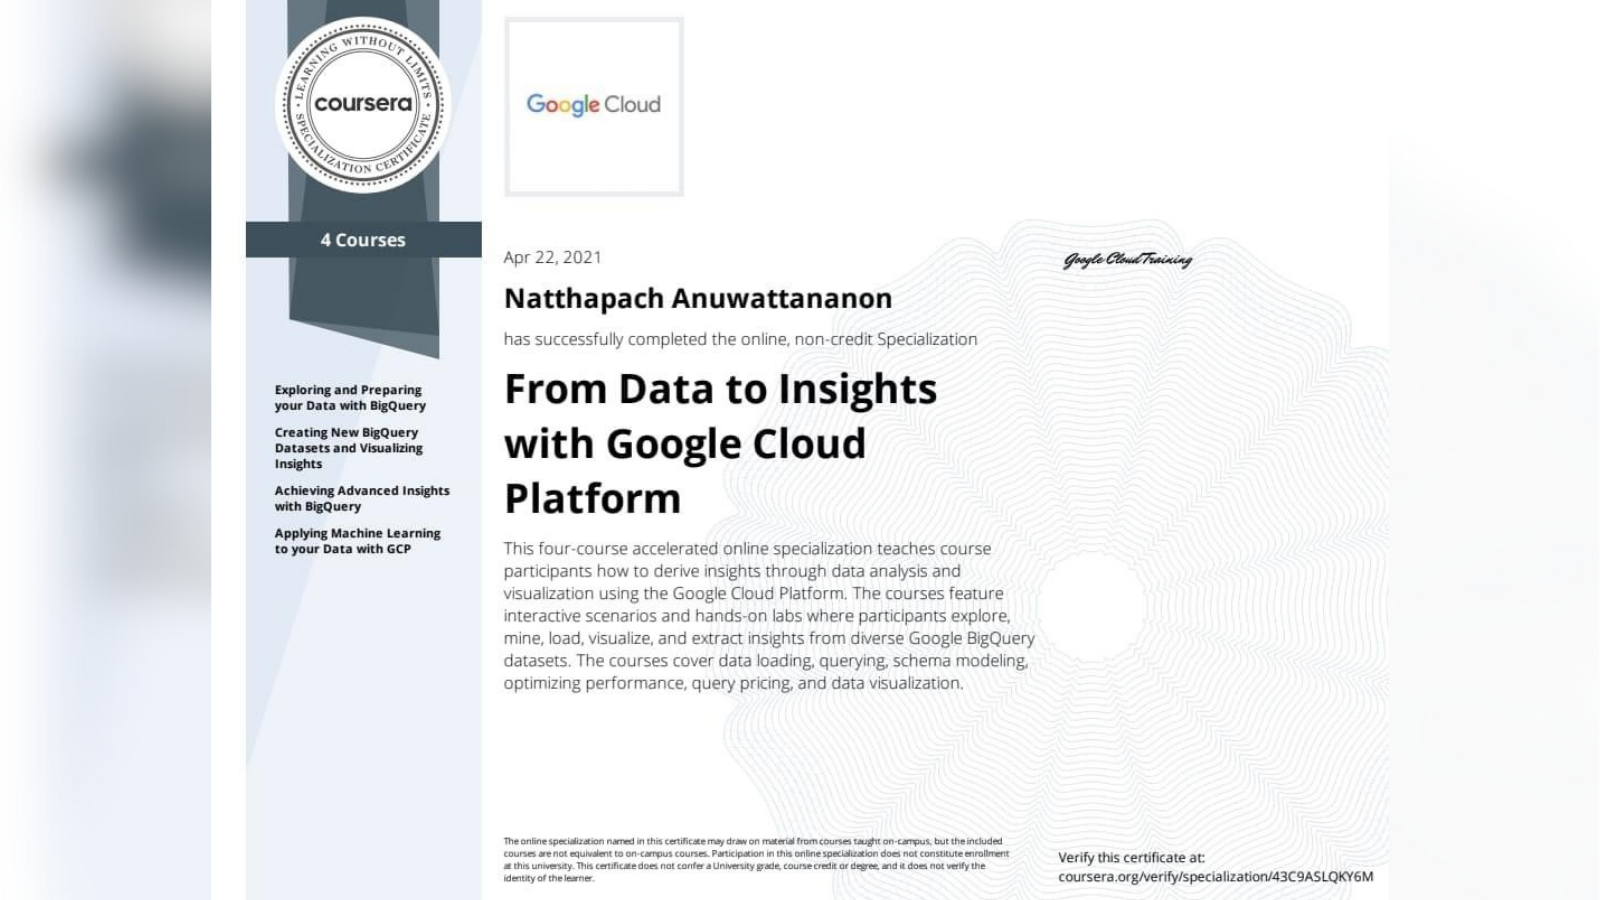 LEARNING WITHOUT LIMITS
coursera
SPECIALIZATION CERTIFICATE
4 Courses
Exploring and Preparing
your Data with BigQuery
Creating New BigQuery
Datasets and Visualizing
Insights
Achieving Advanced Insights
with BigQuery
Applying Machine Learning
to your Data with GCP
Google Cloud
Apr 22, 2021
Natthapach Anuwattananon
has successfully completed the online, non-credit Specialization
From Data to Insights
with Google Cloud
Platform
This four-course accelerated online specialization teaches course
participants how to derive insights through data analysis and
visualization using the Google Cloud Platform. The courses feature
interactive scenarios and hands-on labs where participants explore,
mine, load, visualize, and extract insights from diverse Google BigQuery
datasets. The courses cover data loading, querying, schema modeling,
optimizing performance, query pricing, and data visualization.
Google Cloud Training
The online specialization named in this certificate may draw on material from courses taught on-campus, but the included
courses are not equivalent to on-campus courses. Participation in this online specialization does not constitute enrollment
at this university. This certificate does not confer a University grade, course credit or degree, and it does not verify the
identity of the learner.
Verify this certificate at:
coursera.org/verify/specialization/43C9ASLQKY6M